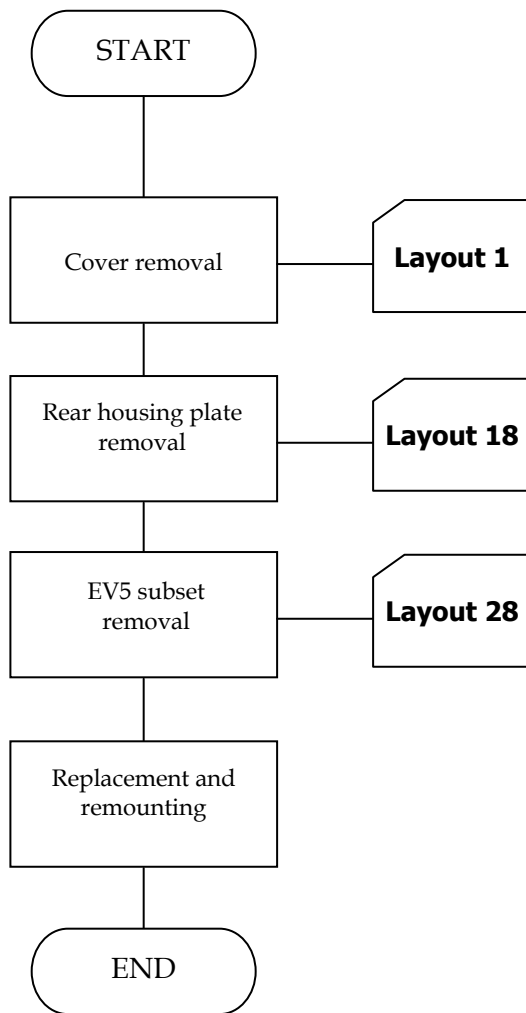 START
Cover removal
Layout 1
Rear housing plate
removal
Layout 18
EV5 subset
removal
Layout 28
Replacement and
remounting
END